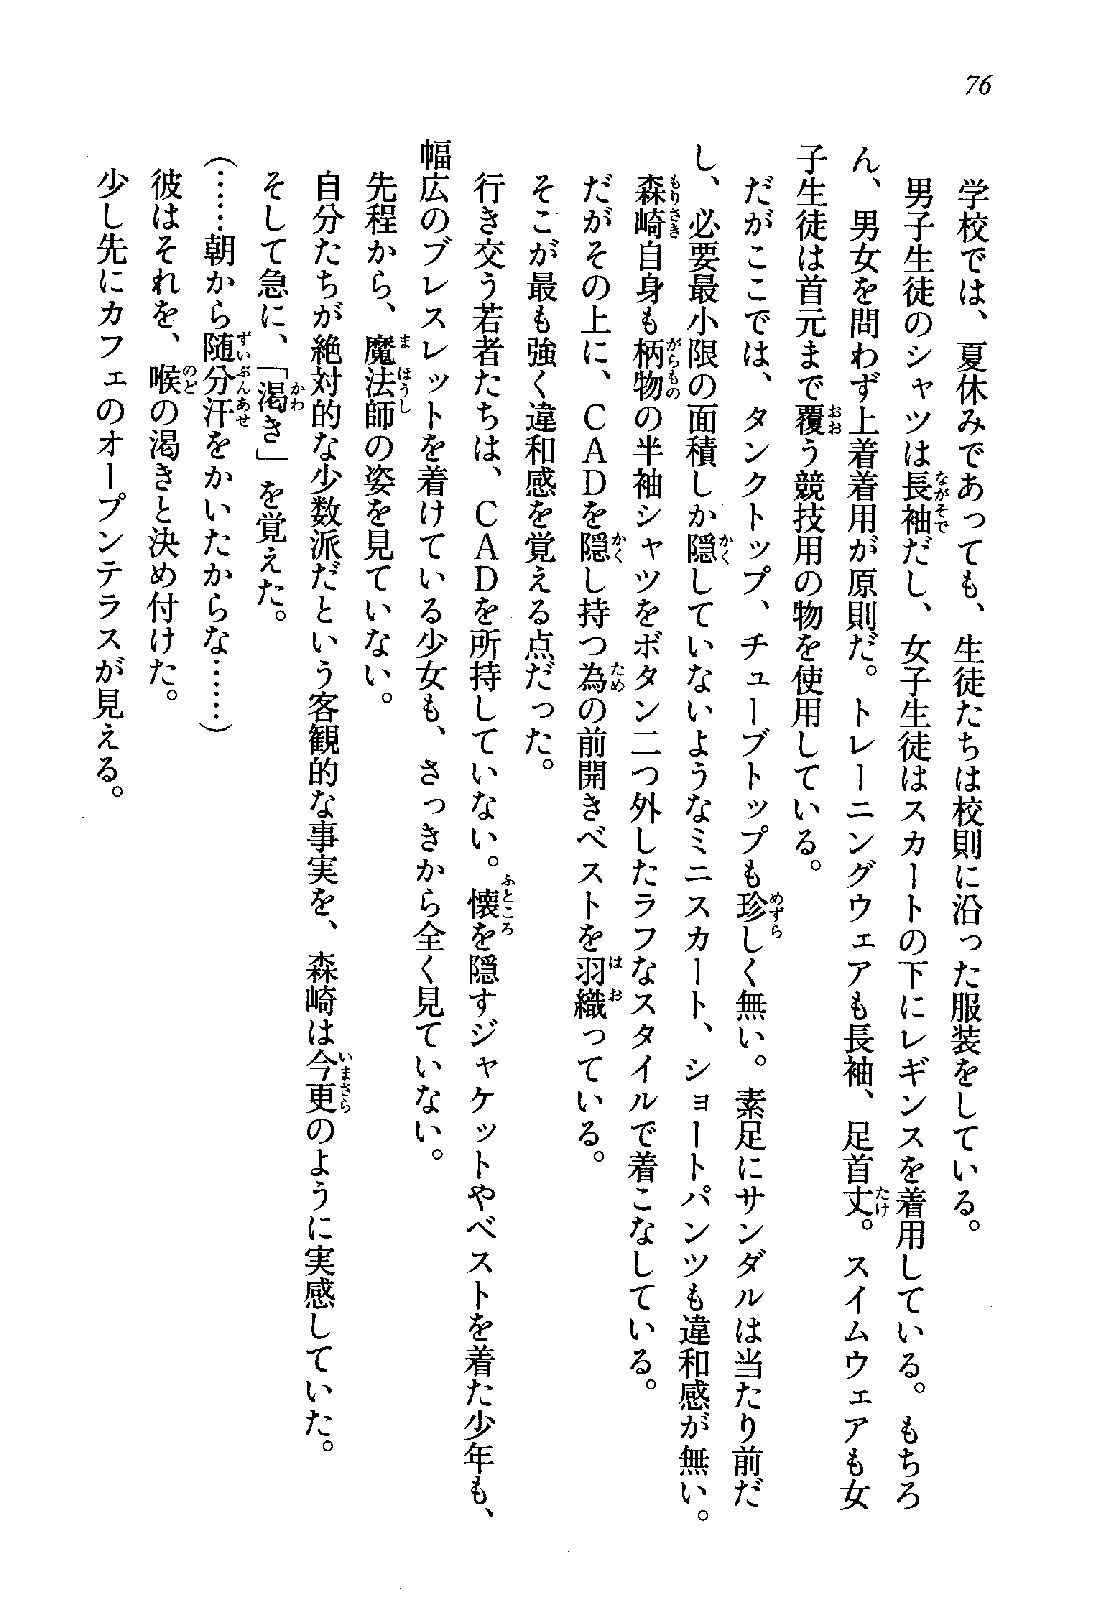 76
学校では、夏休みであっても、生徒たちは校則に沿った服装をしている。
男子生徒のシャツは長袖だし、女子生徒はスカートの下にレギンスを着用している。もちろ
ん、男女を問わず上着着用が原則だ。トレーニングウェアも長袖、足首丈。スイムウェアも女
子生徒は首元まで覆う競技用の物を使用している。
だがここでは、タンクトップ、チューブトップも珍しく無い。素足にサンダルは当たり前だ
し、必要最小限の面積しか隠していないようなミニスカート、ショートパンツも違和感が無い。
森崎自身も柄物の半袖シャツをボタン二つ外したラフなスタイルで着こなしている。
だがその上に、ＣＡＤを隠し持つ為の前開きベストを羽織っている。
そこが最も強く違和感を覚える点だった。
行き交う若者たちは、ＣＡＤを所持していない。懐を隠すジャケットやベストを着た少年も、
幅広のブレスレットを着けている少女も、さっきから全く見ていない。
先程から、魔法師の姿を見ていない。
自分たちが絶対的な少数派だという客観的な事実を、森崎は今更のように実感していた。
そして急に、「渇き」を覚えた。
（……朝から随分汗をかいたからな……）
彼はそれを、喉の渇きと決め付けた。
少し先にカフェのオープンテラスが見える。